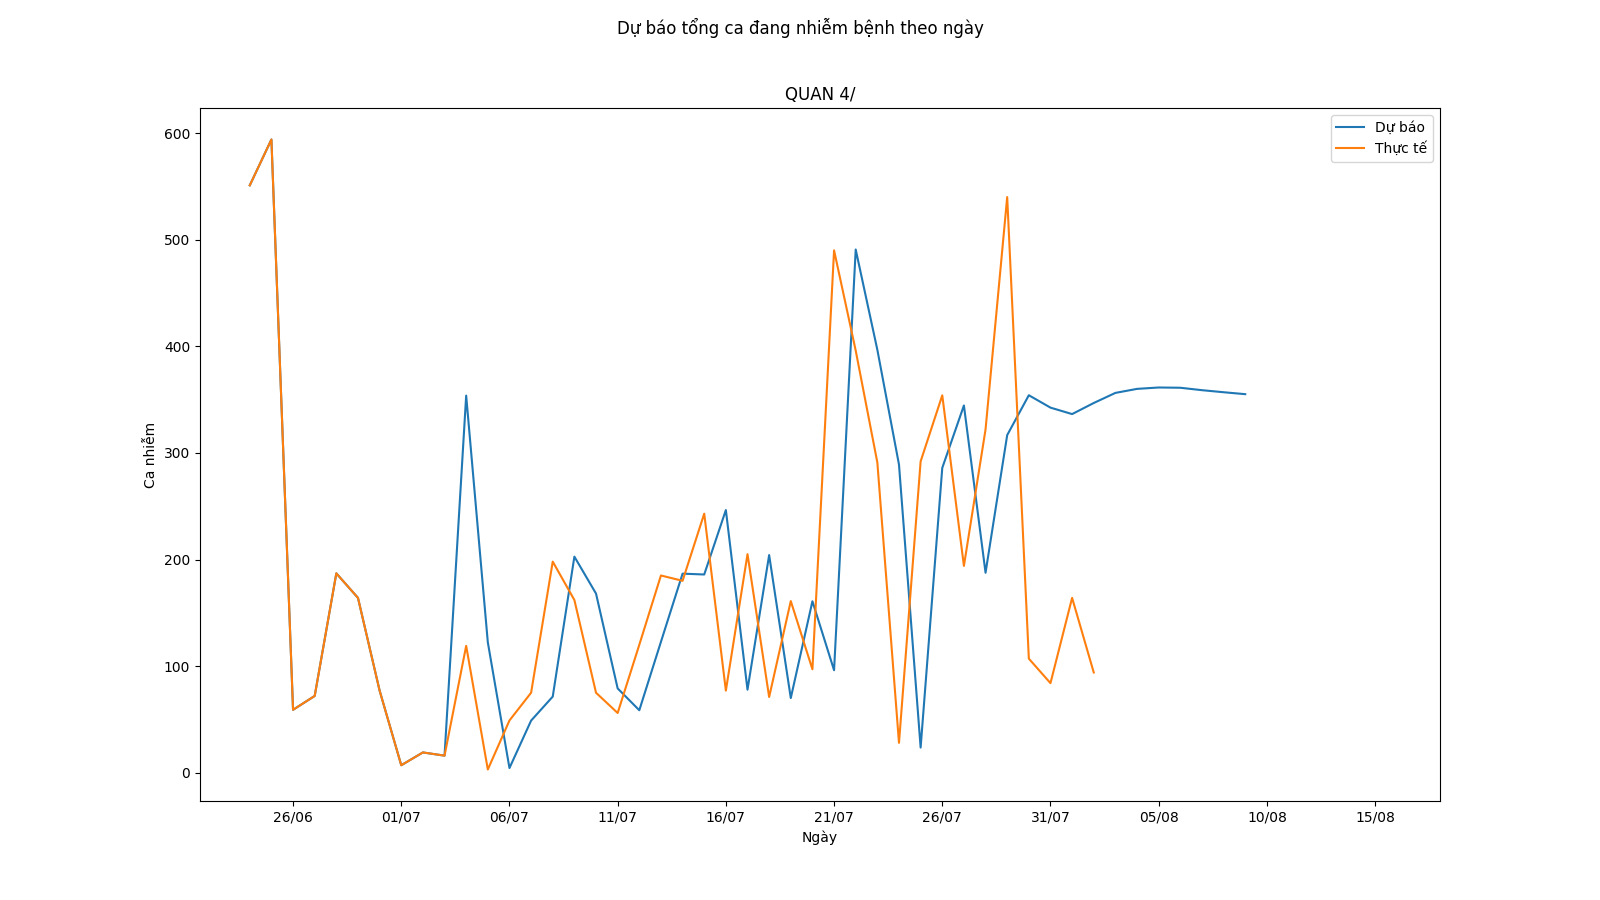 Dự báo tổng ca đang nhiễm bệnh theo ngày
QUAN 4/
Dự báo
Thực tế
Ca nhiễm
600
500
400
300
200
100
0
26/06 01/07 06/07 11/07 16/07 21/07 26/07 31/07 05/08 10/08 15/08
Ngày